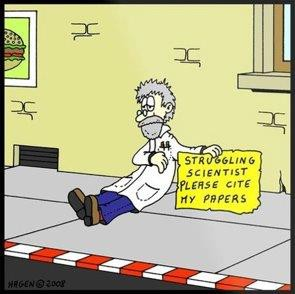 STRUGGLING
SCIENTIST
PLEASE CITE
MY PAPERS
HAGEN © 2008